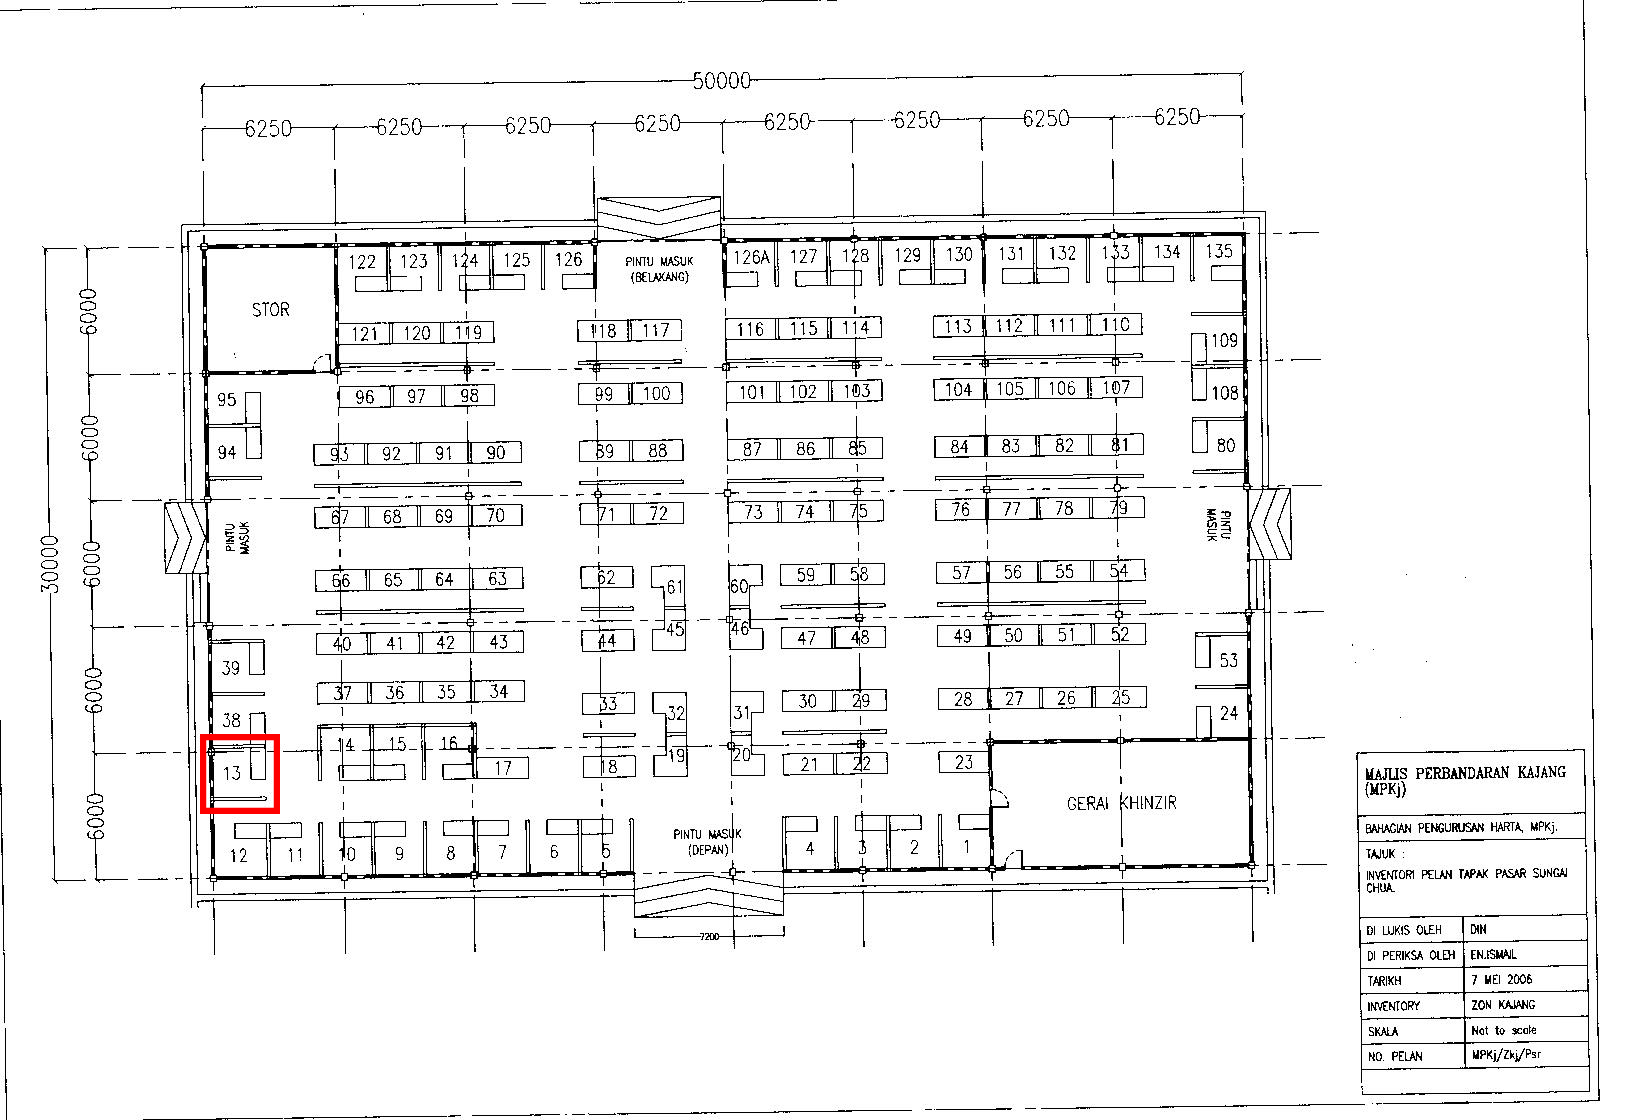 50000
6250 6250 6250 6250 6250 6250 6250 6250
122 123 124 125 126 PINTU MASUK 126A 127 128 129 130 131 132 133 134 135
(BELAKANG)
6000 STOR
121 120 119 118 117 116 115 114 113 112 111 110
109
95 96 97 98 99 100 101 102 103 104 105 106 107 108
6000
94 93 92 91 90 89 88 87 86 85 84 83 82 81 80
67 68 69 70 71 72 73 74 75 76 77 78 79
PINTU
MASUK
PINTU
MASUK
30000 6000
66 65 64 63 62 61 60 59 58 57 56 55 54
40 41 42 43 44 45 46 47 48 49 50 51 52
39 53
6000
37 36 35 34 33 32 31 30 29 28 27 26 25
38 24
14 15 16 17 18 19 20 21 22 23
13
6000 GERAI KHINZIR
PINTU MASUK
(DEPAN)
12 11 10 9 8 7 6 5 4 3 2 1
7200
MAJLIS PERBANDARAN KAJANG
(MPKj)
BAHAGIAN PENGURUSAN HARTA, MPKj.
TAJUK :
INVENTORI PELAN TAPAK PASAR SUNGAI
CHUA.
DI LUKIS OLEH DIN
DI PERIKSA OLEH EN.ISMAIL
TARIKH 7 MEI 2006
INVENTORY ZON KAJANG
SKALA Not to scale
NO. PELAN MPKj/Zkj/Psr